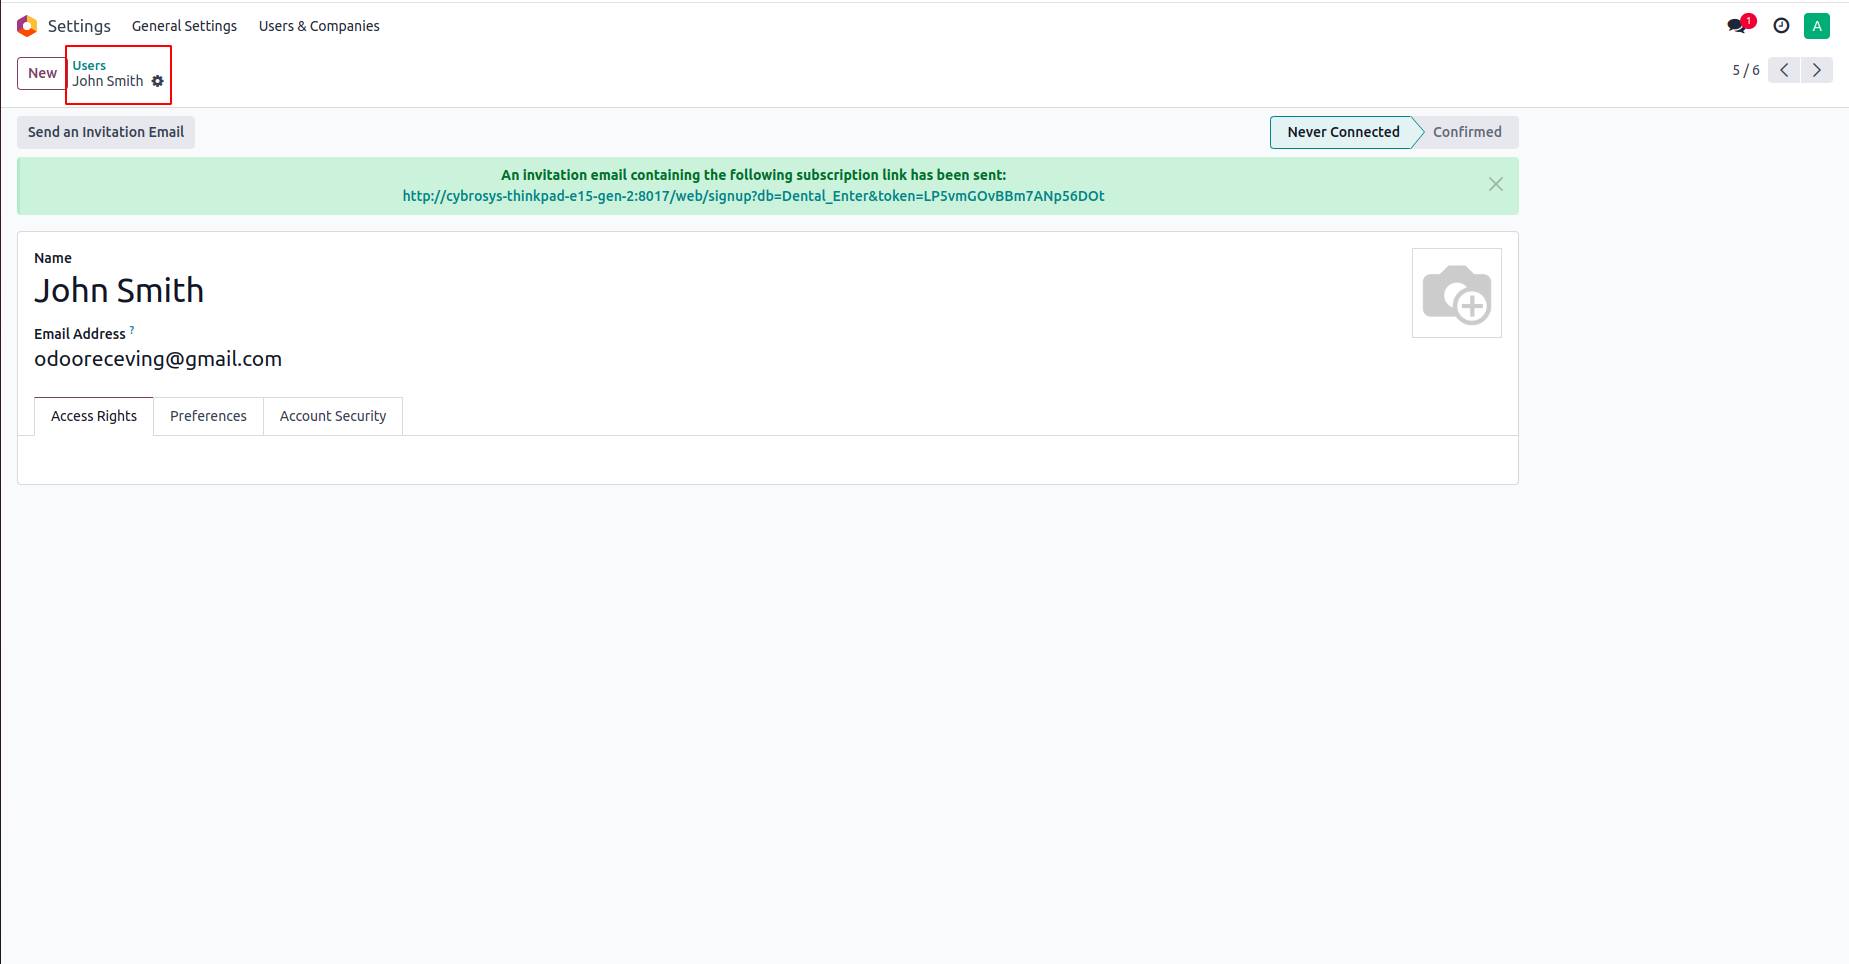 Settings General Settings Users & Companies 1 A
New Users 5 / 6
John Smith
Send an Invitation Email Never Connected Confirmed
An invitation email containing the following subscription link has been sent:
http://cybrosys-thinkpad-e15-gen-2:8017/web/signup?db=Dental_Enter&token=LP5vmGOvBBm7ANp56DOt
Name
John Smith
Email Address ?
odooreceving@gmail.com
Access Rights Preferences Account Security